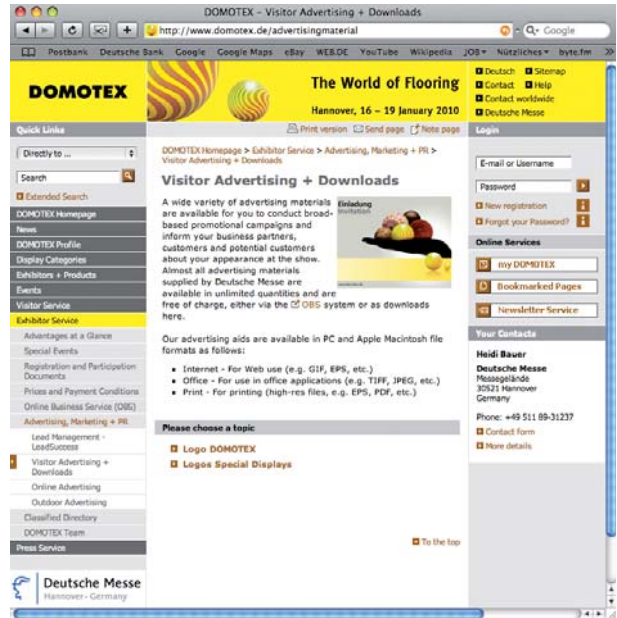 DOMOTEX – Visitor Advertising + Downloads
http://www.domotex.de/advertisingmaterial
Google
Postbank Deutsche Bank Google Google Maps eBay WEB.DE YouTube Wikipedia JOB Nützliches byte.fm
DOMOTEX
The World of Flooring
Hannover, 16 – 19 January 2010
Deutsch Sitemap
Contact Help
Contact worldwide
Deutsche Messe
Quick Links
Print version Send page Note page
Login
Directly to ...
Search
Extended Search
DOMOTEX Homepage
News
DOMOTEX Profile
Display Categories
Exhibitors + Products
Events
Visitor Service
Exhibitor Service
Advantages at a Glance
Special Events
Registration and Participation
Documents
Prices and Payment Conditions
Online Business Service (OBS)
Advertising, Marketing + PR
Lead Management -
LeadSuccess
Visitor Advertising +
Downloads
Online Advertising
Outdoor Advertising
Classified Directory
DOMOTEX Team
Press Service
Deutsche Messe
Hannover - Germany
DOMOTEX Homepage > Exhibitor Service > Advertising, Marketing + PR >
Visitor Advertising + Downloads
Visitor Advertising + Downloads
A wide variety of advertising materials
are available for you to conduct broad-
based promotional campaigns and
inform your business partners,
customers and potential customers
about your appearance at the show.
Almost all advertising materials
supplied by Deutsche Messe are
available in unlimited quantities and are
free of charge, either via the OBS system or as downloads
here.
Einladung
Invitation
Our advertising aids are available in PC and Apple Macintosh file
formats as follows:
Internet - For Web use (e.g. GIF, EPS, etc.)
Office - For use in office applications (e.g. TIFF, JPEG, etc.)
Print - For printing (high-res files, e.g. EPS, PDF, etc.)
Please choose a topic
Logo DOMOTEX
Logos Special Displays
To the top
E-mail or Username
Password
New registration
Forgot your Password?
Online Services
my DOMOTEX
Bookmarked Pages
Newsletter Service
Your Contacts
Heidi Bauer
Deutsche Messe
Messegelände
30521 Hannover
Germany
Phone: +49 511 89-31237
Contact form
More details